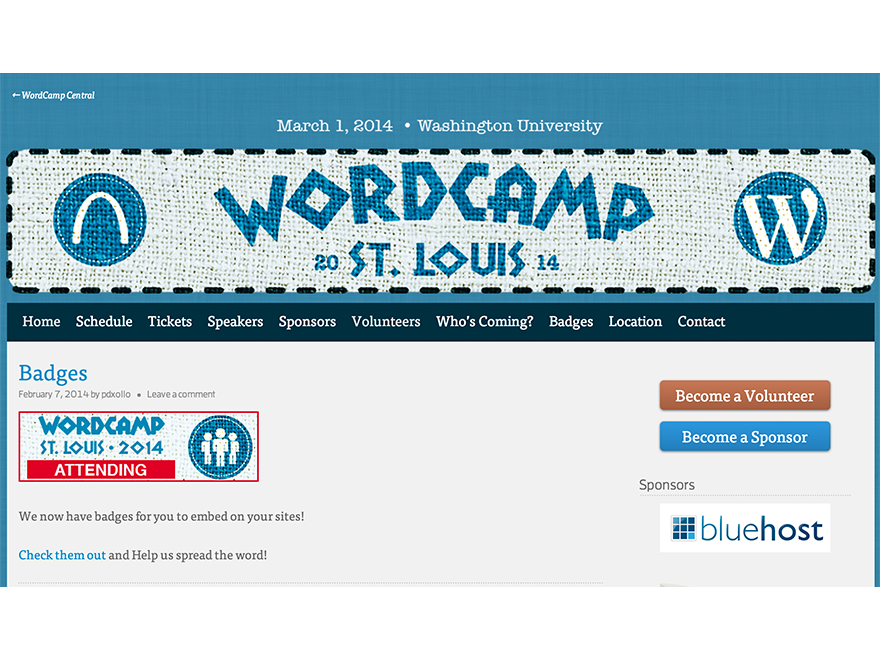 ← WordCamp Central
March 1, 2014 • Washington University
WORDCAMP
20 ST. LOUIS 14
Home Schedule Tickets Speakers Sponsors Volunteers Who's Coming? Badges Location Contact
Badges
February 7, 2014 by pdxollo • Leave a comment
WORDCAMP
ST. LOUIS • 2014
ATTENDING
We now have badges for you to embed on your sites!
Check them out and Help us spread the word!
Become a Volunteer
Become a Sponsor
Sponsors
bluehost